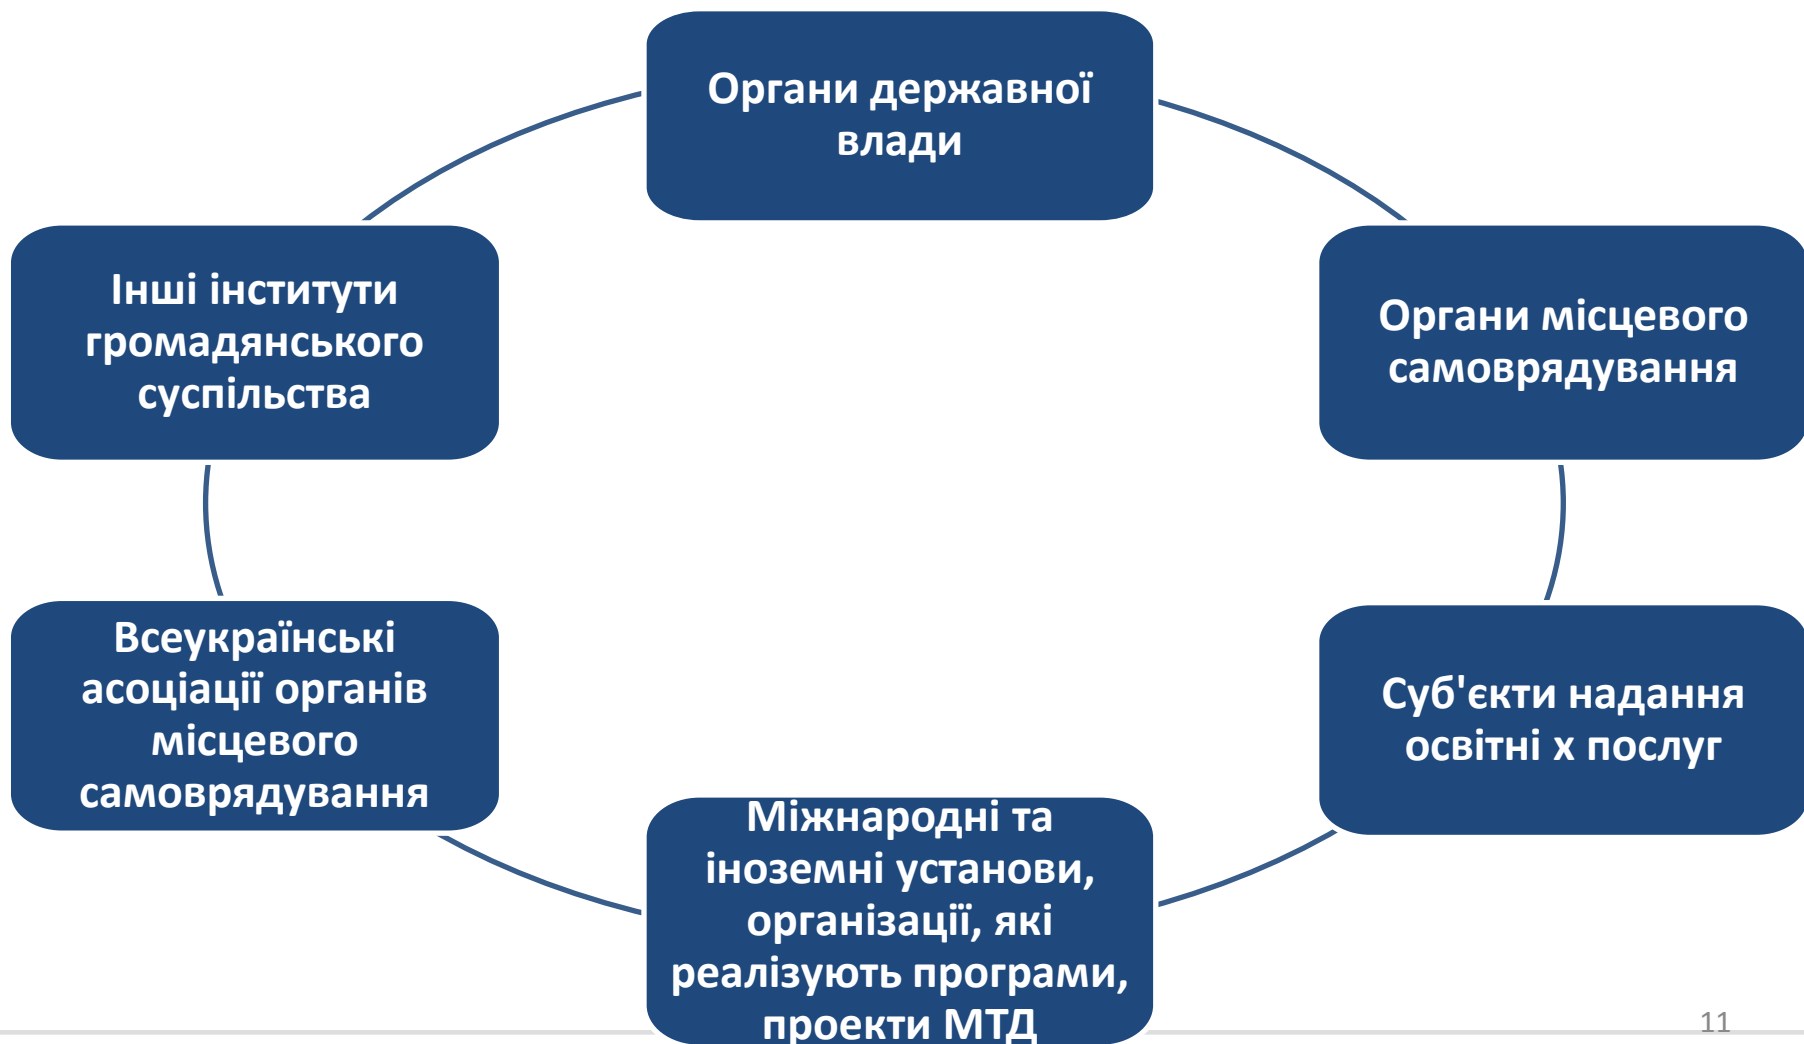 Органи державної
влади
Органи місцевого
самоврядування
Суб'єкти надання
освітні х послуг
Міжнародні та
іноземні установи,
організації, які
реалізують програми,
проекти МТД
Всеукраїнські
асоціації органів
місцевого
самоврядування
Інші інститути
громадянського
суспільства
11